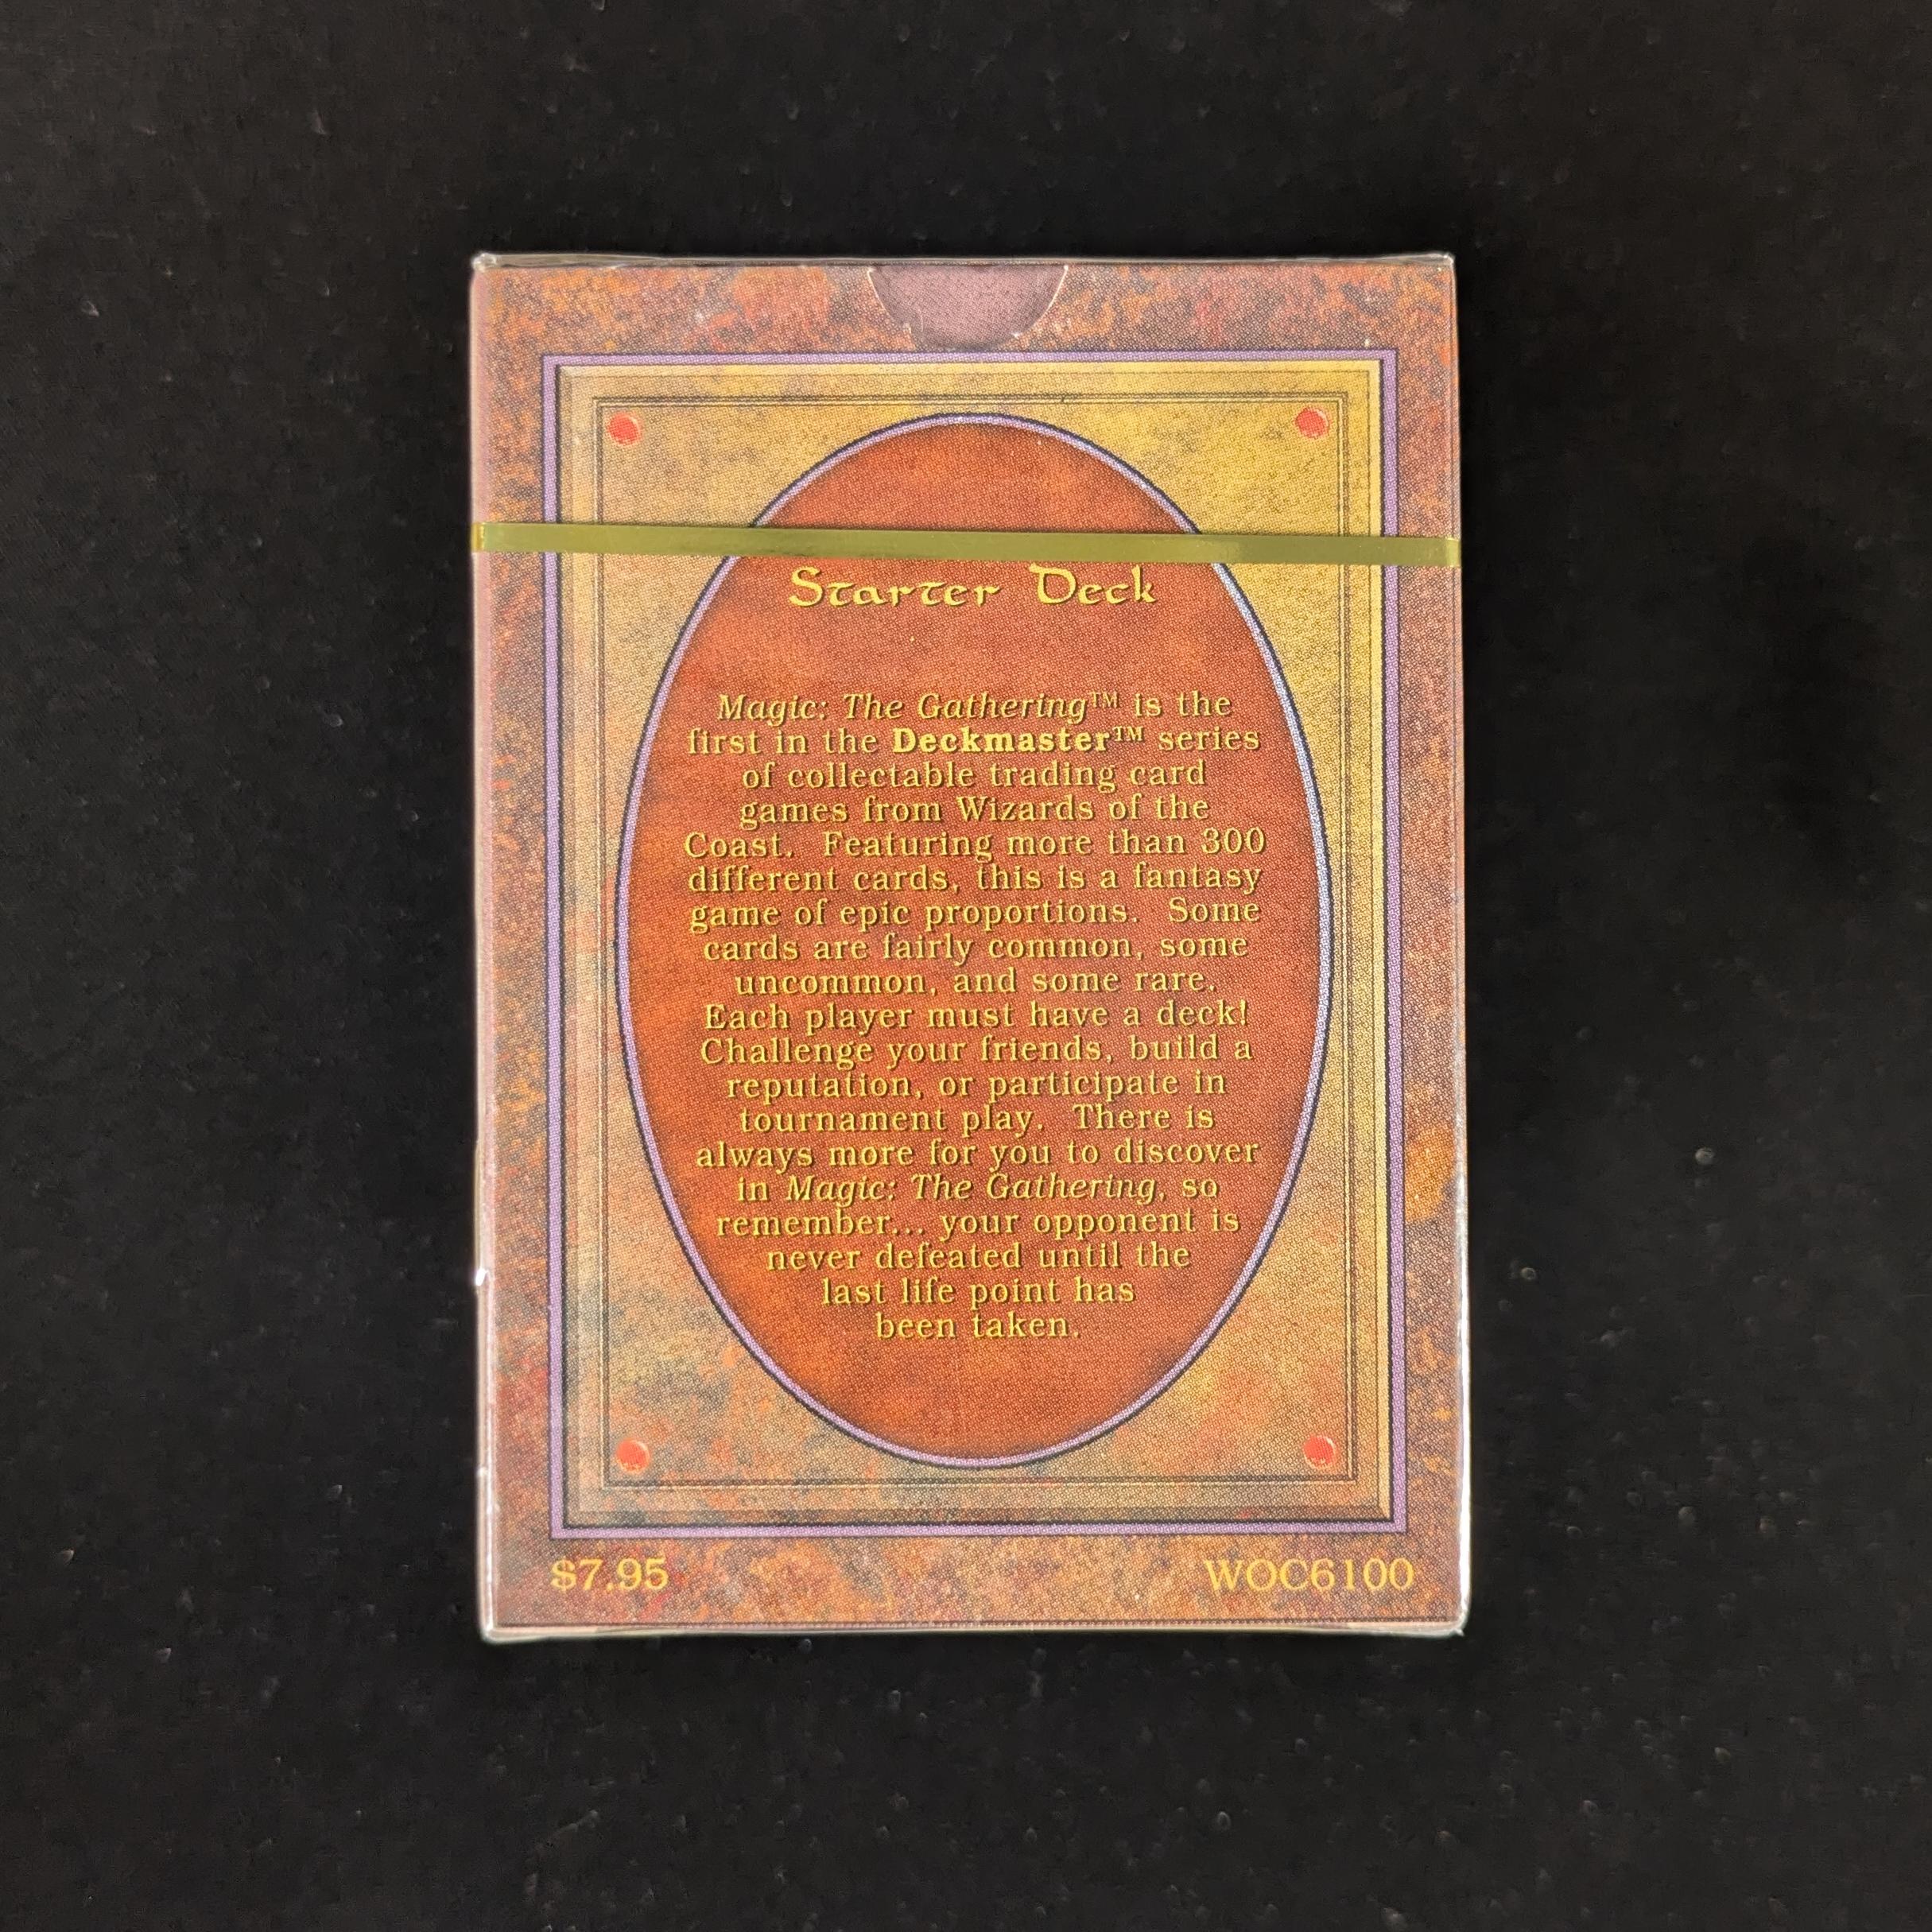 Starter Deck
Magic: The Gathering™ is the
first in the Deckmaster™ series
of collectable trading card
games from Wizards of the
Coast. Featuring more than 300
different cards, this is a fantasy
game of epic proportions. Some
cards are fairly common, some
uncommon, and some rare.
Each player must have a deck!
Challenge your friends, build a
reputation, or participate in
tournament play. There is
always more for you to discover
in Magic: The Gathering, so
remember... your opponent is
never defeated until the
last life point has
been taken.
$7.95 WOC6100